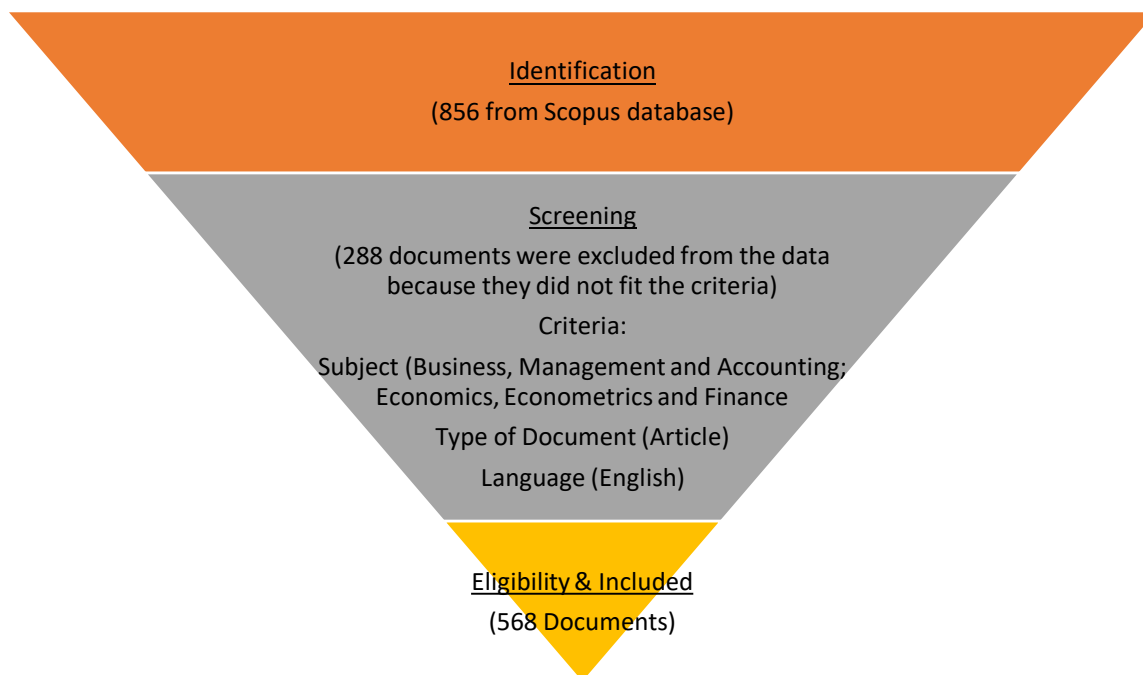 Identification
(856 from Scopus database)
Screening
(288 documents were excluded from the data
because they did not fit the criteria)
Criteria:
Subject (Business, Management and Accounting;
Economics, Econometrics and Finance
Type of Document (Article)
Language (English)
Eligibility & Included
(568 Documents)